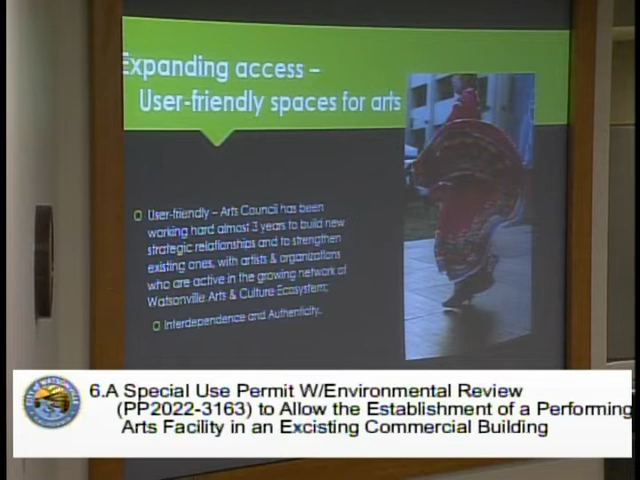 Expanding access –
User-friendly spaces for arts
User-friendly – Arts Council has been
working hard almost 3 years to build new
strategic relationships and to strengthen
existing ones, with artists & organizations
who are active in the growing network of
Watsonville Arts & Culture Ecosystem;
Interdependence and Authenticity..
6.A Special Use Permit W/Environmental Review
(PP2022-3163) to Allow the Establishment of a Performing
Arts Facility in an Excisting Commercial Building